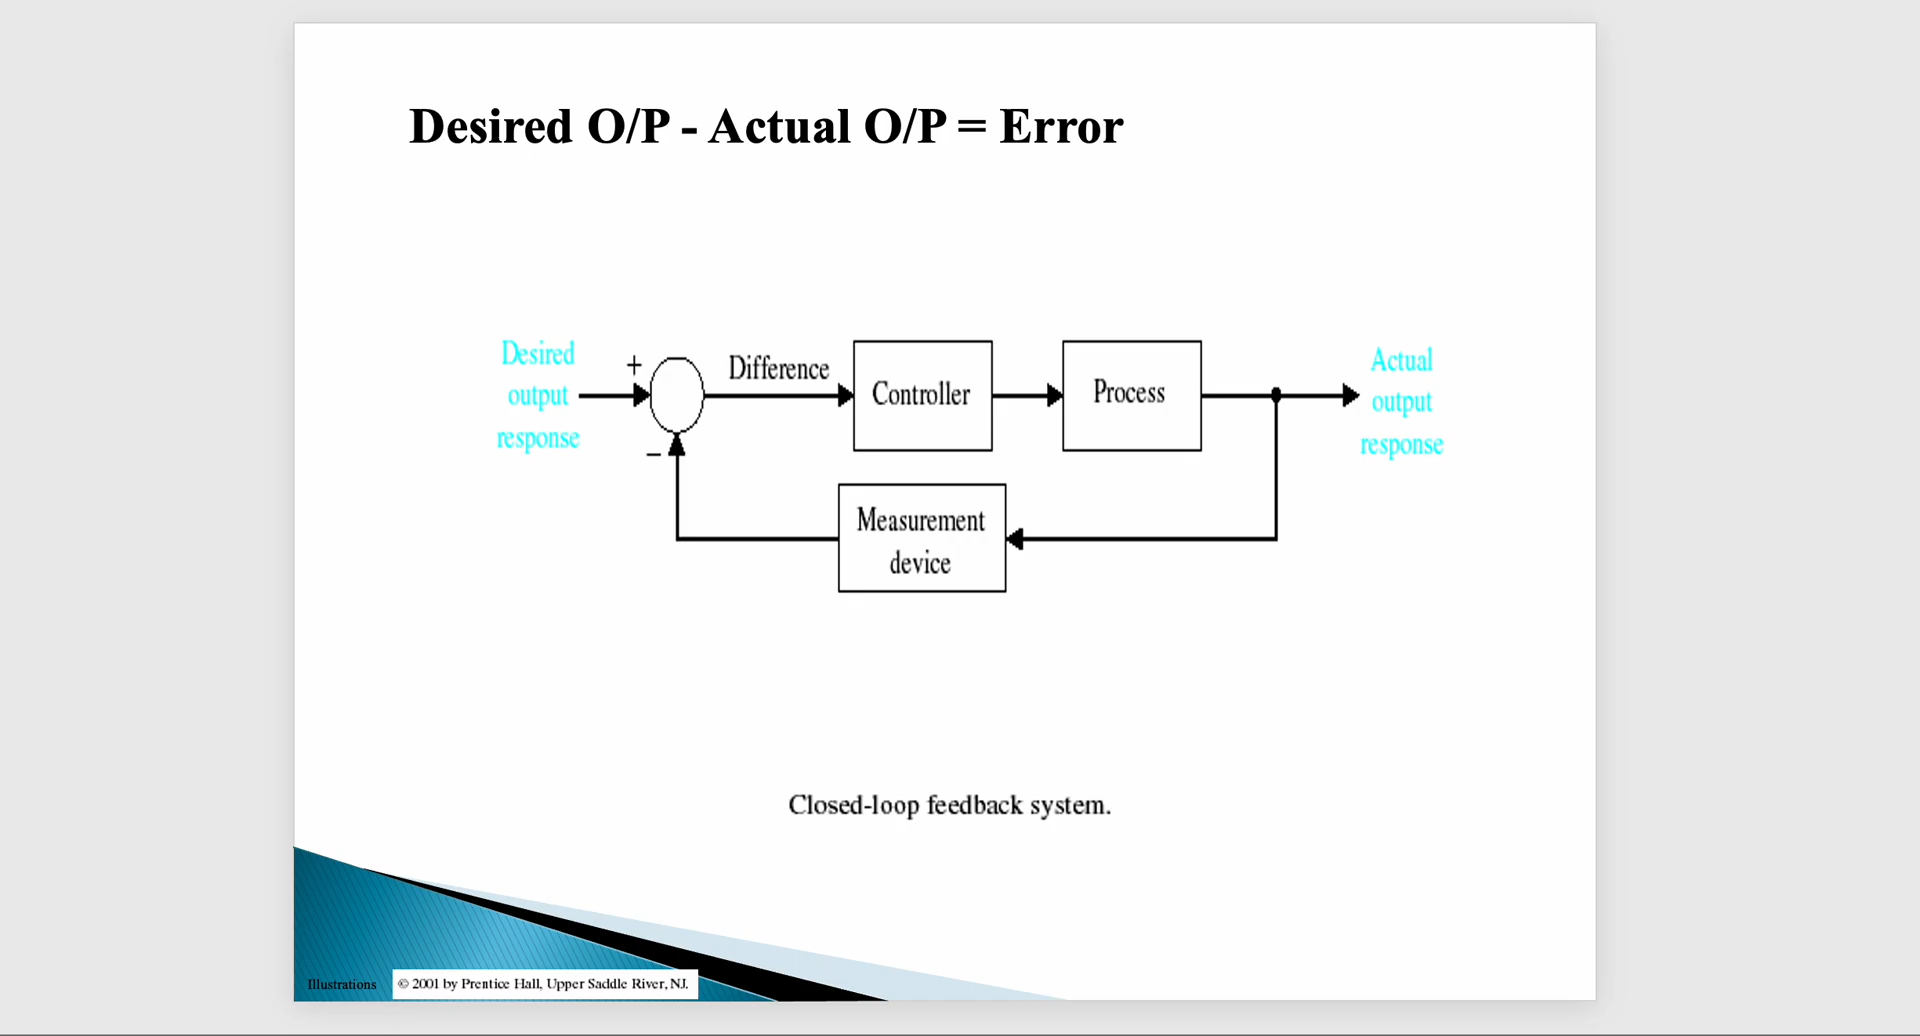 Desired O/P - Actual O/P = Error
Desired
output
response
+
−
Difference
Controller
Process
Actual
output
response
Measurement
device
Closed-loop feedback system.
Illustrations
© 2001 by Prentice Hall, Upper Saddle River, NJ.